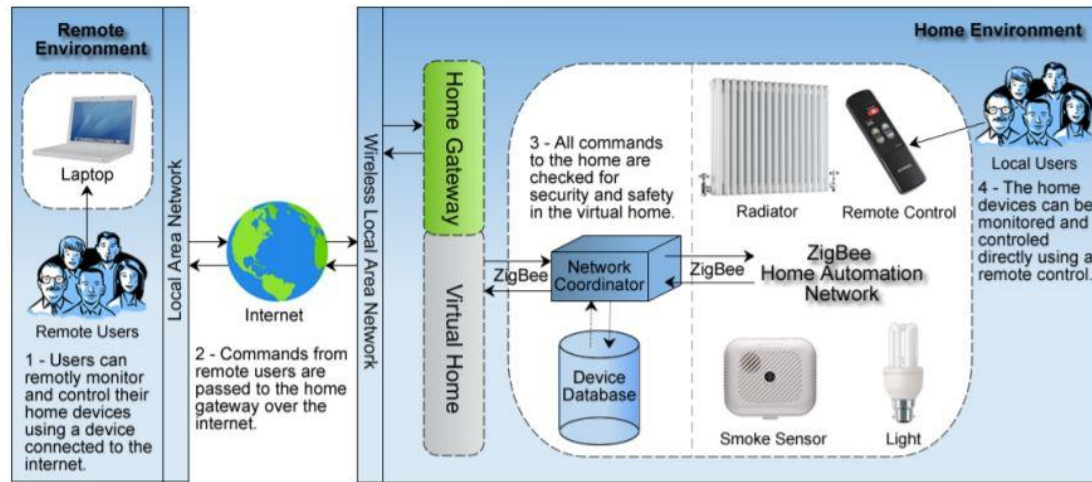 Remote
Environment
Laptop
Remote Users
1 - Users can
remotly monitor
and control their
home devices
using a device
connected to the
internet.
Local Area Network
Internet
2 - Commands from
remote users are
passed to the home
gateway over the
internet.
Wireless Local Area Network
Home Environment
Home Gateway
Virtual Home
3 - All commands
to the home are
checked for
security and safety
in the virtual home.
ZigBee
Network
Coordinator
ZigBee
Device
Database
Radiator
Remote Control
ZigBee
Home Automation
Network
Smoke Sensor
Light
Local Users
4 - The home
devices can be
monitored and
controled
directly using a
remote control.